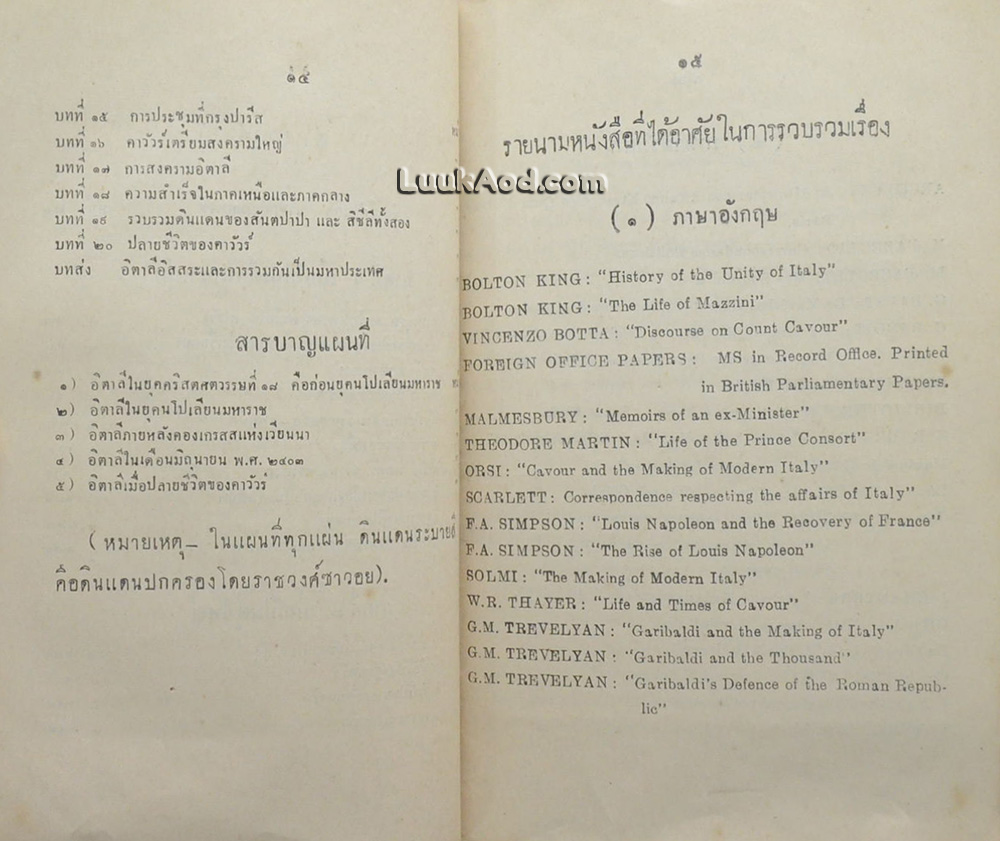 ๑๔
บทที่ ๑๕ การประชุมที่กรุงปารีส
บทที่ ๑๖ คาวัวร์เตรียมสงครามใหญ่
บทที่ ๑๗ การสงครามอิตาลี
บทที่ ๑๘ ความสำเร็จในภาคเหนือและภาคกลาง
บทที่ ๑๙ รวบรวมดินแดนของสันตปาปา และ สิชีลีทั้งสอง
บทที่ ๒๐ ปลายชีวิตของคาวัวร์
บทส่ง อิตาลีอิสสระและการรวมกันเป็นมหาประเทศ
สารบาญแผนที่
๑) อิตาลีในยุคคริสตศตวรรษที่ ๑๘ คือก่อนยุคนโปเลียนมหาราช
๒) อิตาลีในยุคนโปเลียนมหาราช
๓) อิตาลีภายหลังคองเกรสส์แห่งเวียนนา
๔) อิตาลีในเดือนมิถุนายน พ.ศ. ๒๔๐๓
๕) อิตาลีเมื่อปลายชีวิตของคาวัวร์
(หมายเหตุ_ ในแผนที่ทุกแผ่น ดินแดนระบายสี
คือดินแดนปกครองโดยราชวงศ์ซาวอย).
LuukAod.com
๑๕
รายนามหนังสือที่ได้อาศัยในการรวบรวมเรื่อง
(๑) ภาษาอังกฤษ
BOLTON KING: "History of the Unity of Italy"
BOLTON KING: "The Life of Mazzini"
VINCENZO BOTTA: "Discourse on Count Cavour"
FOREIGN OFFICE PAPERS: MS in Record Office. Printed
in British Parliamentary Papers.
MALMESBURY: "Memoirs of an ex-Minister"
THEODORE MARTIN: "Life of the Prince Consort"
ORSI: "Cavour and the Making of Modern Italy"
SCARLETT: Correspondence respecting the affairs of Italy"
F.A. SIMPSON: "Louis Napoleon and the Recovery of France"
F.A. SIMPSON: "The Rise of Louis Napoleon"
SOLMI: "The Making of Modern Italy"
W.R. THAYER: "Life and Times of Cavour"
G.M. TREVELYAN: "Garibaldi and the Making of Italy"
G.M. TREVELYAN: "Garibaldi and the Thousand"
G.M. TREVELYAN: "Garibaldi's Defence of the Roman Repub-
lic"